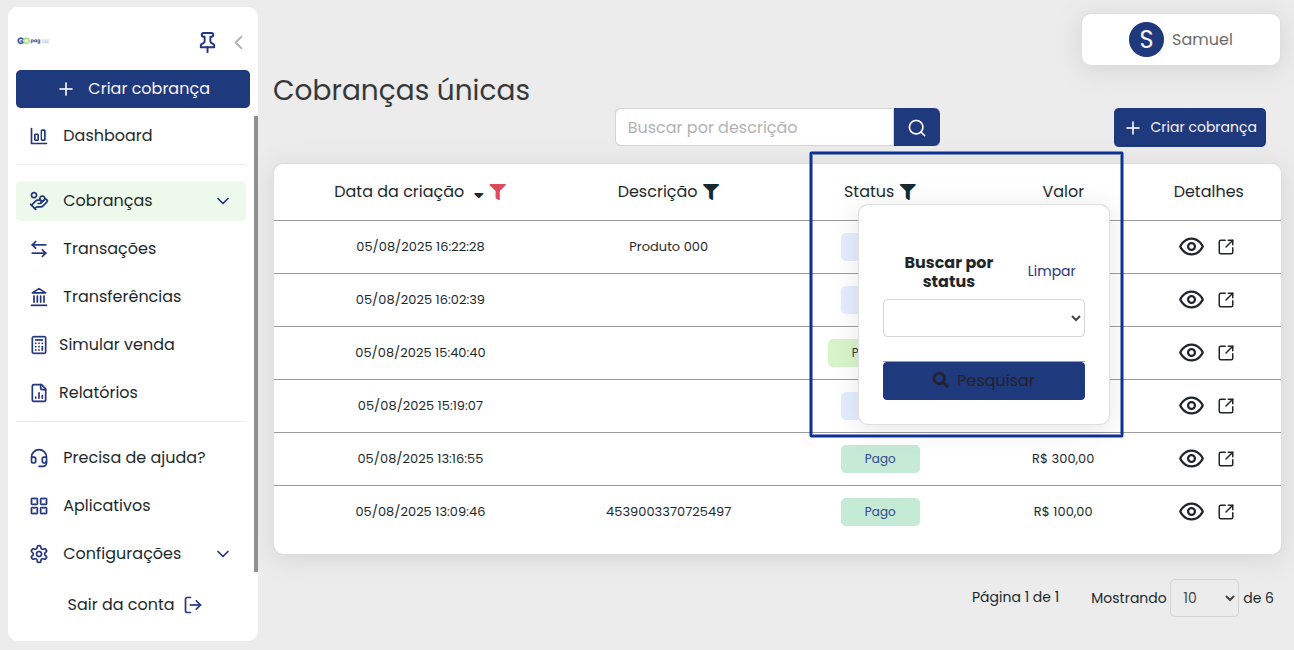 GOpag
Criar cobrança
Dashboard
Cobranças
Transações
Transferências
Simular venda
Relatórios
Precisa de ajuda?
Aplicativos
Configurações
Sair da conta
S Samuel
Cobranças únicas
Buscar por descrição
Criar cobrança
Data da criação Descrição Status Valor Detalhes
05/08/2025 16:22:28 Produto 000
05/08/2025 16:02:39
05/08/2025 15:40:40 P
05/08/2025 15:19:07
05/08/2025 13:16:55 Pago R$ 300,00
05/08/2025 13:09:46 4539003370725497 Pago R$ 100,00
Buscar por
status
Limpar
Pesquisar
Página 1 de 1 Mostrando 10 de 6